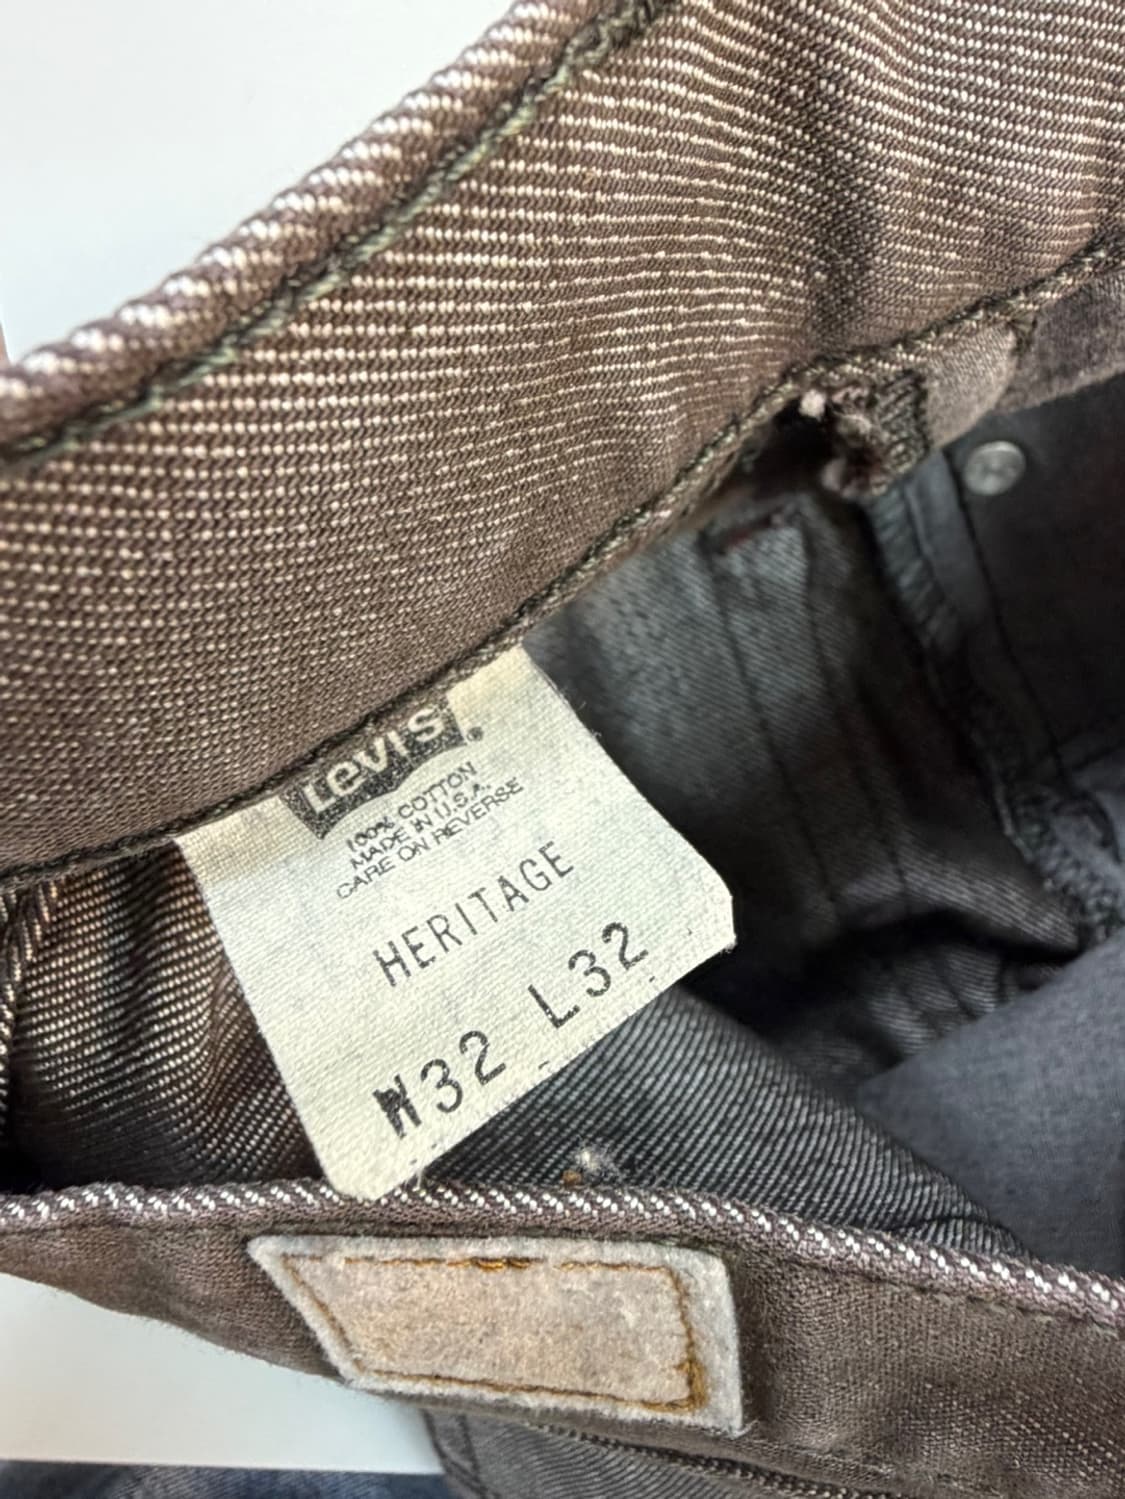 Levi's®
100% COTTON
MADE IN U.S.A.
CARE ON REVERSE
HERITAGE
W32 L32